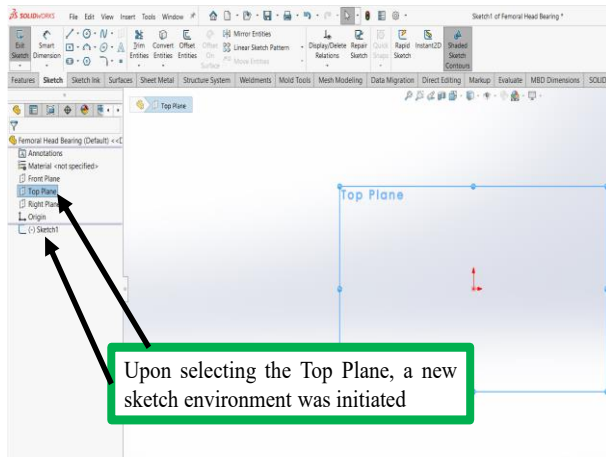 SOLIDWORKS File Edit View Insert Tools Window Sketch1 of Femoral Head Bearing *
Exit Sketch
Smart Dimension
Trim Entities
Convert Entities
Offset Entities
Offset On Surface
Mirror Entities
Linear Sketch Pattern
Move Entities
Display/Delete Relations
Repair Sketch
Quick Snaps
Rapid Sketch
Instant2D
Shaded Sketch Contours
Features Sketch Sketch Ink Surfaces Sheet Metal Structure System Weldments Mold Tools Mesh Modeling Data Migration Direct Editing Markup Evaluate MBD Dimensions SOLID
Top Plane
Femoral Head Bearing (Default) <<D
Annotations
Material <not specified>
Front Plane
Top Plane
Right Plane
Origin
(-) Sketch1
Top Plane
Upon selecting the Top Plane, a new
sketch environment was initiated